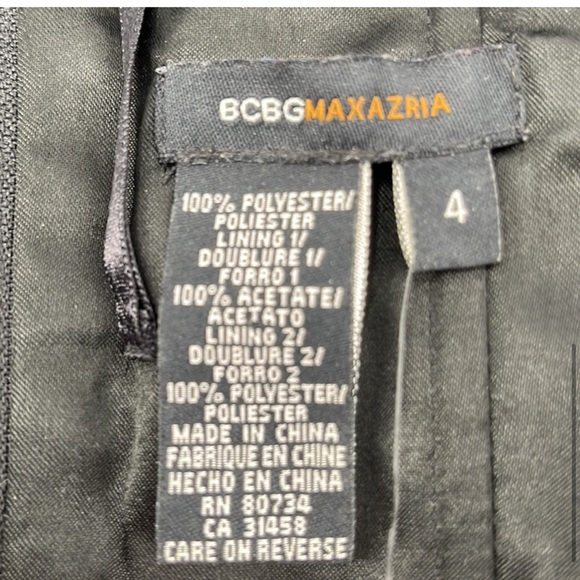 BCBGMAXAZRIA
4
100% POLYESTER/
POLIESTER
LINING 1/
DOUBLURE 1/
FORRO 1
100% ACETATE/
ACETATO
LINING 2/
DOUBLURE 2/
FORRO 2
100% POLYESTER/
POLIESTER
MADE IN CHINA
FABRIQUE EN CHINE
HECHO EN CHINA
RN 80734
CA 31458
CARE ON REVERSE